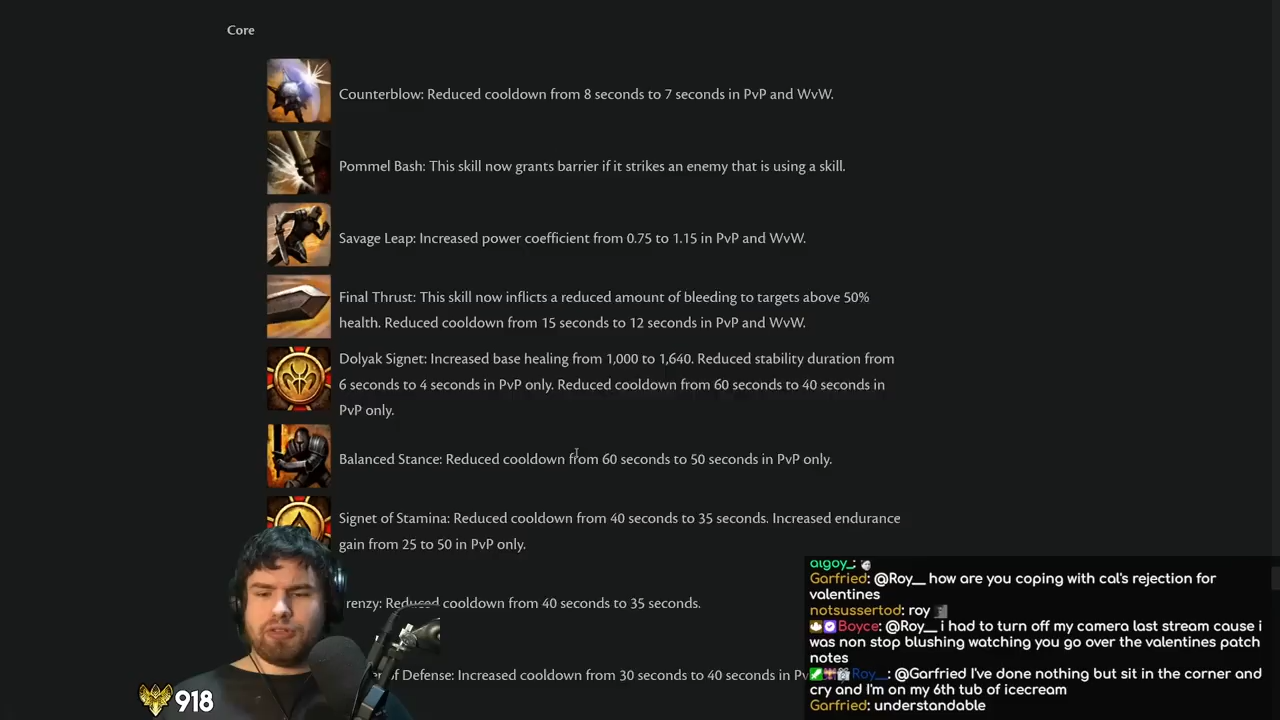 Core
Counterblow: Reduced cooldown from 8 seconds to 7 seconds in PvP and WvW.
Pommel Bash: This skill now grants barrier if it strikes an enemy that is using a skill.
Savage Leap: Increased power coefficient from 0.75 to 1.15 in PvP and WvW.
Final Thrust: This skill now inflicts a reduced amount of bleeding to targets above 50%
health. Reduced cooldown from 15 seconds to 12 seconds in PvP and WvW.
Dolyak Signet: Increased base healing from 1,000 to 1,640. Reduced stability duration from
6 seconds to 4 seconds in PvP only. Reduced cooldown from 60 seconds to 40 seconds in
PvP only.
Balanced Stance: Reduced cooldown from 60 seconds to 50 seconds in PvP only.
Signet of Stamina: Reduced cooldown from 40 seconds to 35 seconds. Increased endurance
gain from 25 to 50 in PvP only.
renzy: Reduced cooldown from 40 seconds to 35 seconds.
of Defense: Increased cooldown from 30 seconds to 40 seconds in
algoy_:
Garfried: @Roy__ how are you coping with cal's rejection for
valentines
notsussertod: roy
Boyce: @Roy__ i had to turn off my camera last stream cause i
was non stop blushing watching you go over the valentines patch
notes
Roy__: @Garfried I've done nothing but sit in the corner and
cry and I'm on my 6th tub of icecream
Garfried: understandable
918